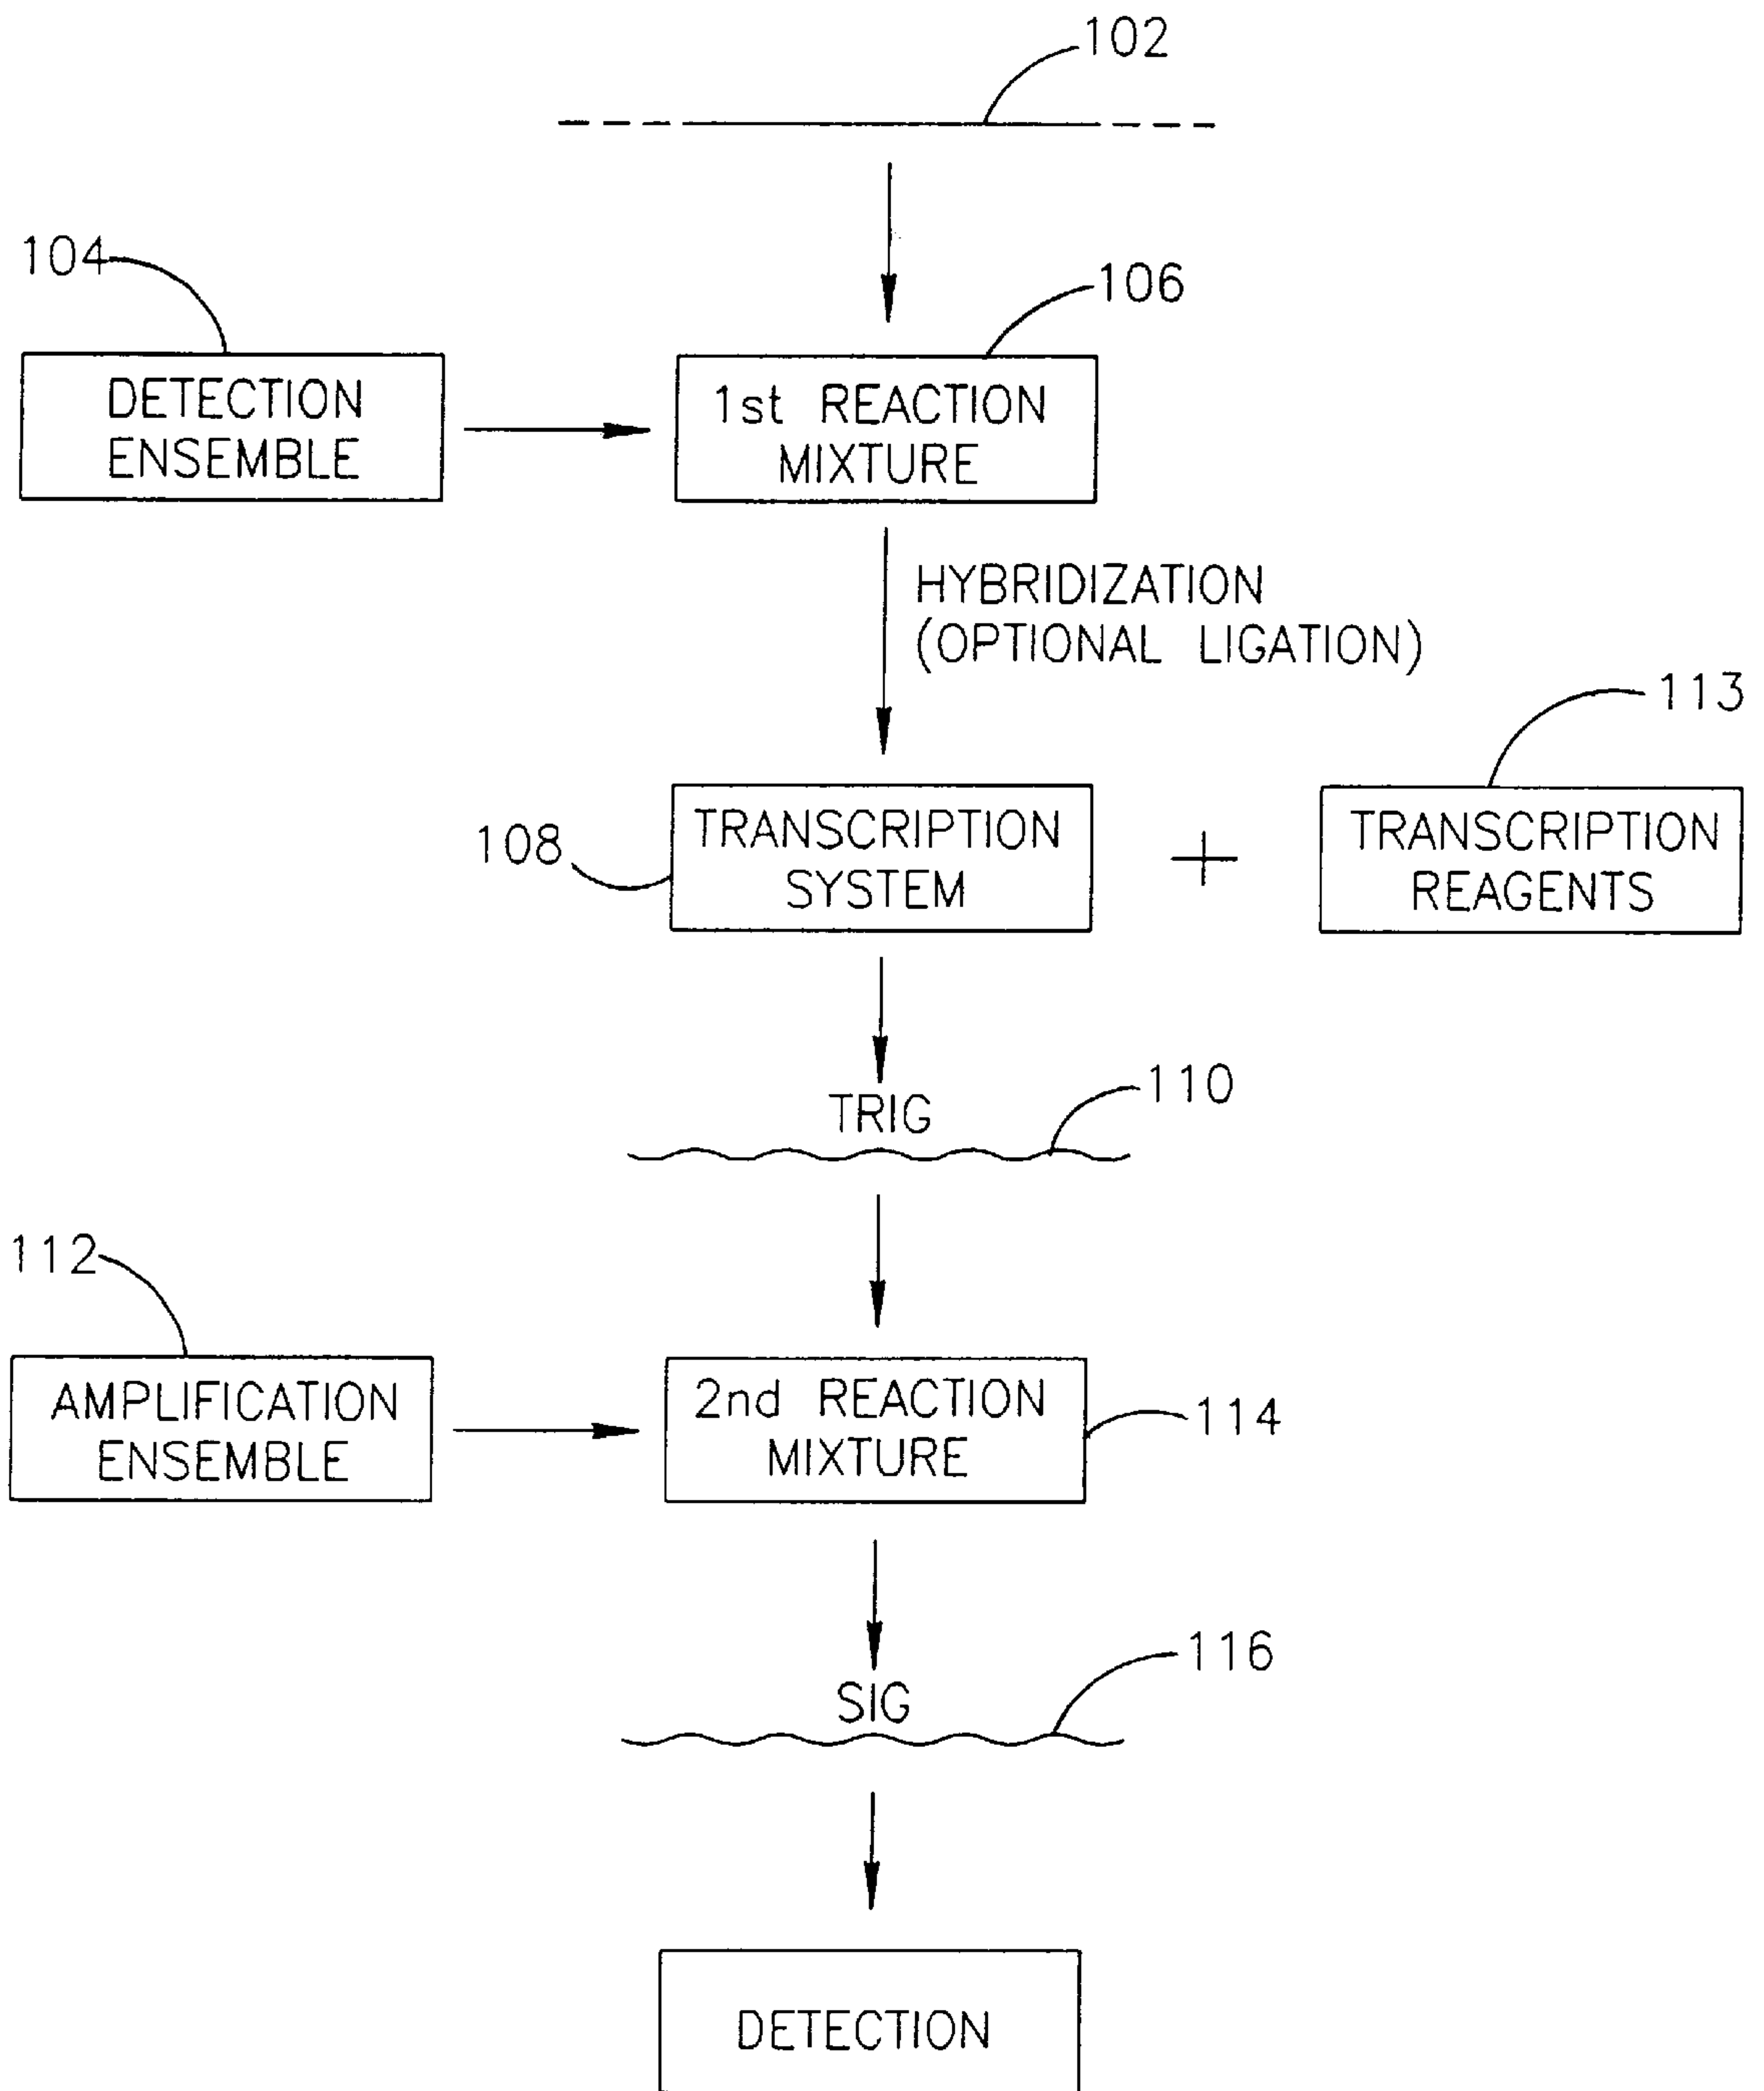 102
104
106
DETECTION
ENSEMBLE
1st REACTION
MIXTURE
HYBRIDIZATION
(OPTIONAL LIGATION)
113
108
TRANSCRIPTION
SYSTEM
+
TRANSCRIPTION
REAGENTS
110
TRIG
112
AMPLIFICATION
ENSEMBLE
2nd REACTION
MIXTURE
114
116
SIG
DETECTION